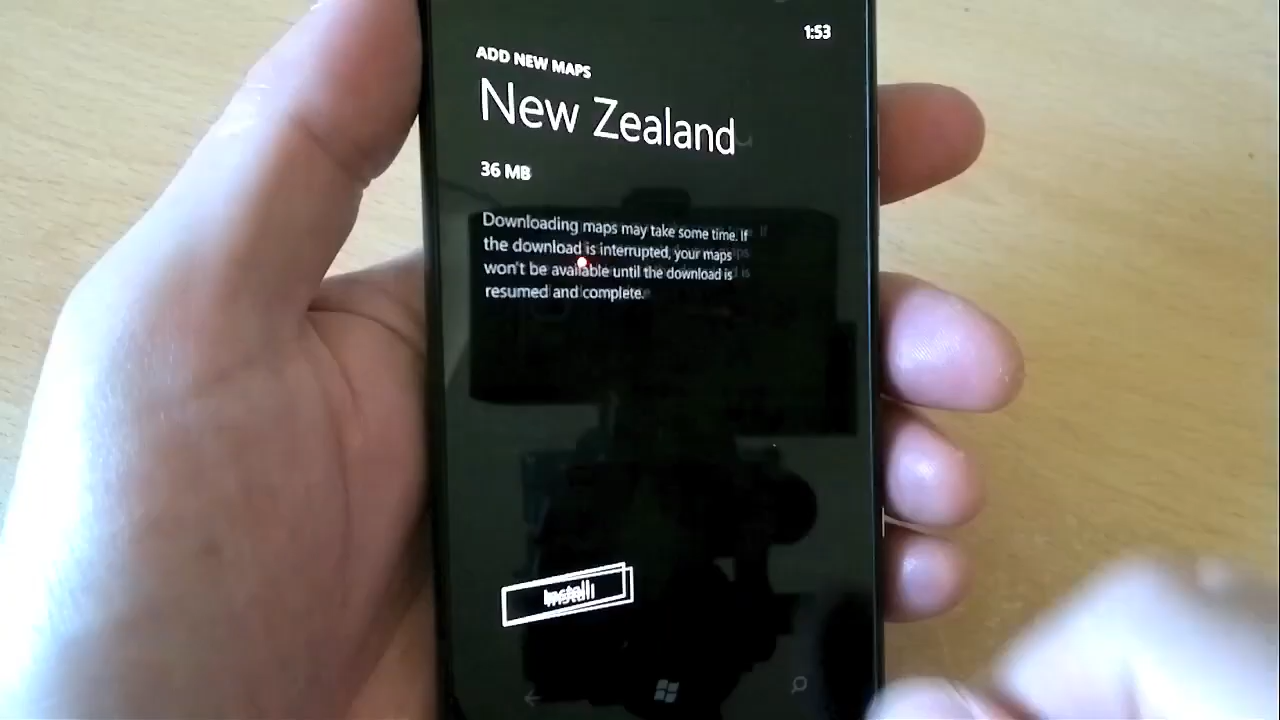 1:53
ADD NEW MAPS
New Zealand
36 MB
Downloading maps may take some time. If
the download is interrupted, your maps
won't be available until the download is
resumed and complete.
Install